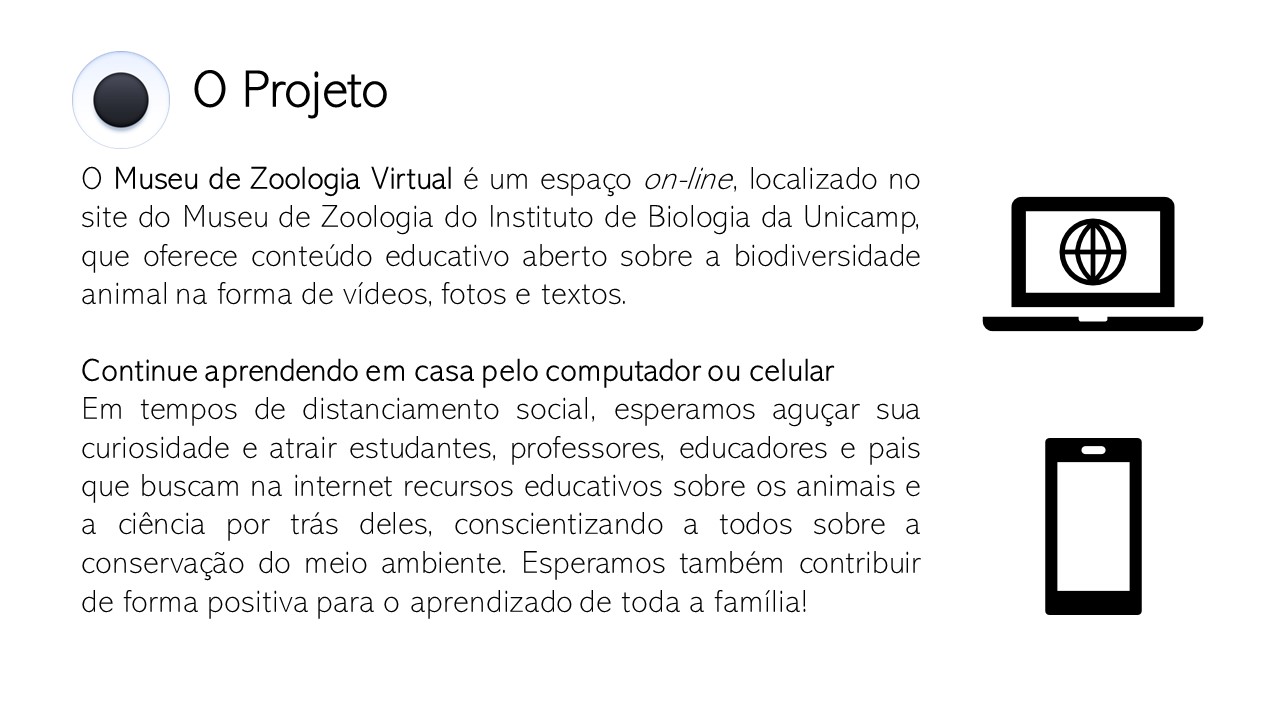 O Projeto
O Museu de Zoologia Virtual é um espaço on-line, localizado no
site do Museu de Zoologia do Instituto de Biologia da Unicamp,
que oferece conteúdo educativo aberto sobre a biodiversidade
animal na forma de vídeos, fotos e textos.
Continue aprendendo em casa pelo computador ou celular
Em tempos de distanciamento social, esperamos aguçar sua
curiosidade e atrair estudantes, professores, educadores e pais
que buscam na internet recursos educativos sobre os animais e
a ciência por trás deles, conscientizando a todos sobre a
conservação do meio ambiente. Esperamos também contribuir
de forma positiva para o aprendizado de toda a família!